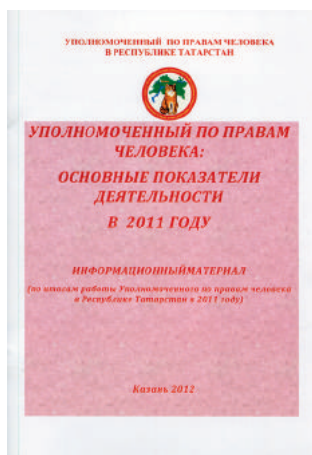 УПОЛНОМОЧЕННЫЙ ПО ПРАВАМ ЧЕЛОВЕКА
В РЕСПУБЛИКЕ ТАТАРСТАН
УПОЛНОМОЧЕННЫЙ ПО ПРАВАМ
ЧЕЛОВЕКА:
ОСНОВНЫЕ ПОКАЗАТЕЛИ
ДЕЯТЕЛЬНОСТИ
В 2011 ГОДУ
ИНФОРМАЦИОННЫЙМАТЕРИАЛ
(по итогам работы Уполномоченного по правам человека
в Республике Татарстан в 2011 году)
Казань 2012